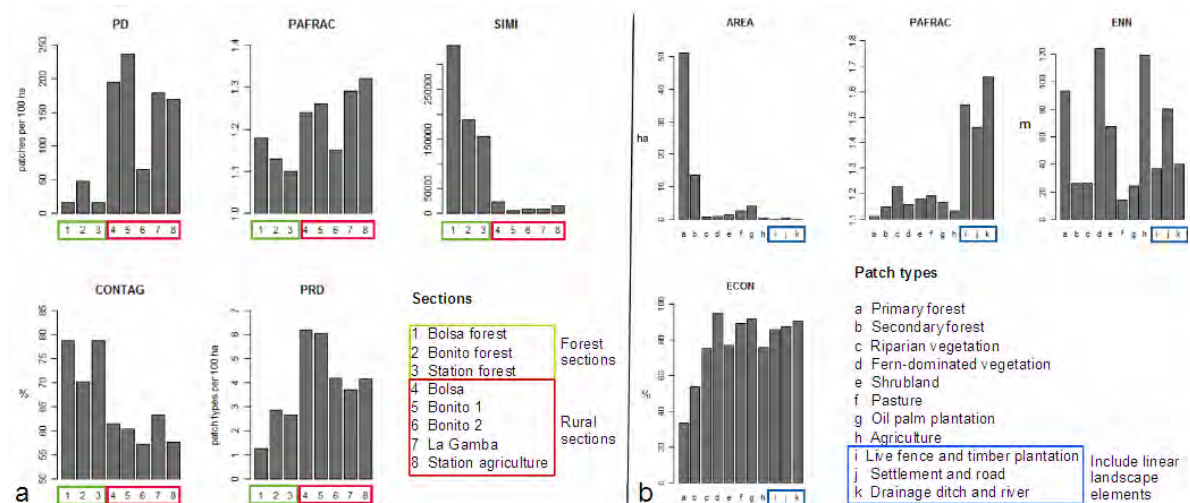 PD
patches per 100 ha
0 50 100 150 200 250
1 2 3 4 5 6 7 8
PAFRAC
1.0 1.1 1.2 1.3 1.4
1 2 3 4 5 6 7 8
SIMI
0 50000 150000 250000
1 2 3 4 5 6 7 8
CONTAG
%
50 55 60 65 70 75 80 85
1 2 3 4 5 6 7 8
PRD
patch types per 100 ha
0 1 2 3 4 5 6 7
1 2 3 4 5 6 7 8
Sections
1 Bolsa forest
2 Bonito forest
3 Station forest
Forest
sections
4 Bolsa
5 Bonito 1
6 Bonito 2
7 La Gamba
8 Station agriculture
Rural
sections
a
AREA
ha
0 10 20 30 40 50
a b c d e f g h i j k
PAFRAC
1.1 1.2 1.3 1.4 1.5 1.6 1.7 1.8
a b c d e f g h i j k
ENN
m
0 20 40 60 80 100 120
a b c d e f g h i j k
ECON
%
0 20 40 60 80 100
a b c d e f g h i j k
Patch types
a Primary forest
b Secondary forest
c Riparian vegetation
d Fern-dominated vegetation
e Shrubland
f Pasture
g Oil palm plantation
h Agriculture
i Live fence and timber plantation
j Settlement and road
k Drainage ditch and river
Include linear
landscape
elements
b